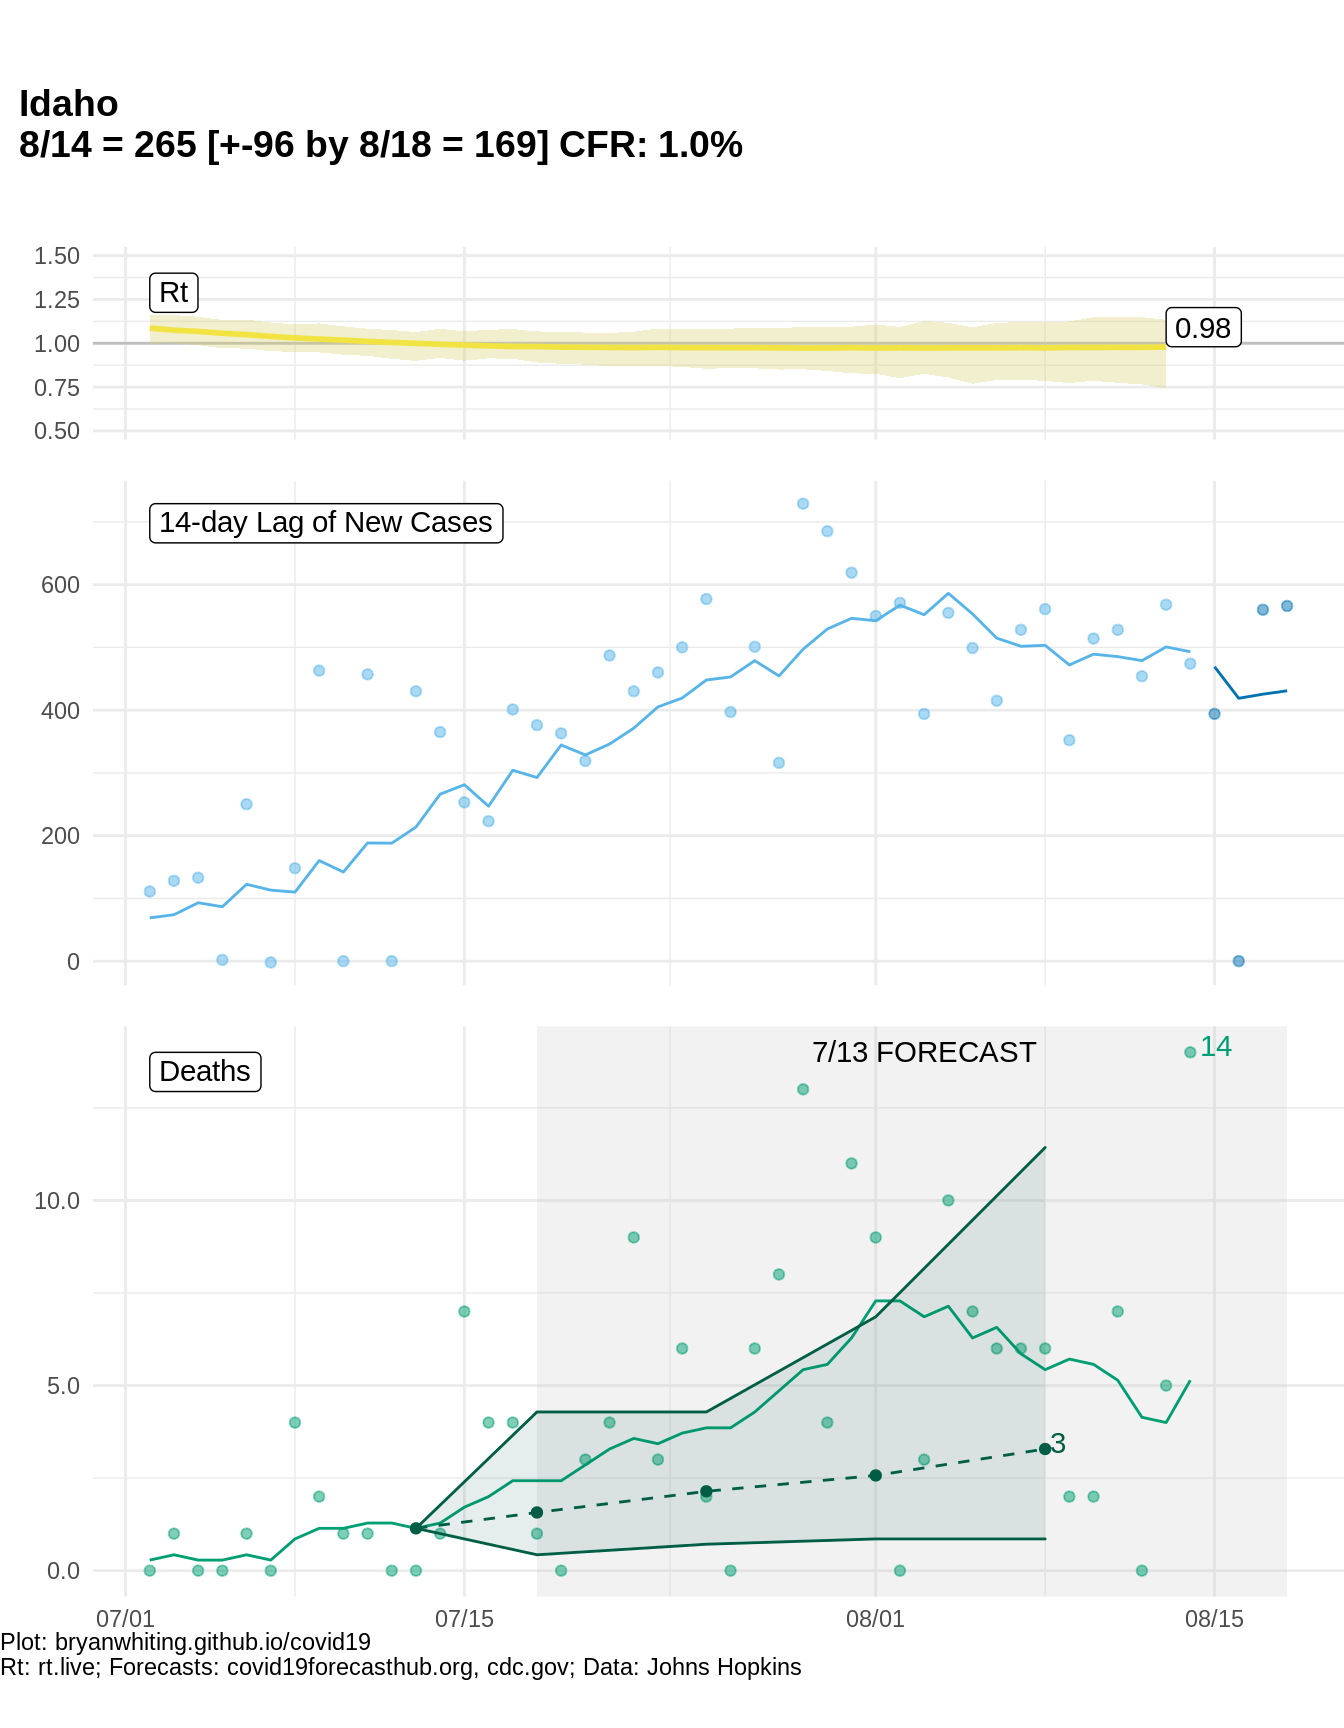 Idaho
8/14 = 265 [+-96 by 8/18 = 169] CFR: 1.0%
1.50
Rt
1.25
0.98
1.00
0.75
0.50
14-day Lag of New Cases
600
400
200
0
7/13 FORECAST
14
Deaths
10.0
5.0
3
0.0
07/01
07/15
08/01
08/15
Plot: bryanwhiting.github.io/covid19
Rt: rt.live; Forecasts: covid19forecasthub.org, cdc.gov; Data: Johns Hopkins